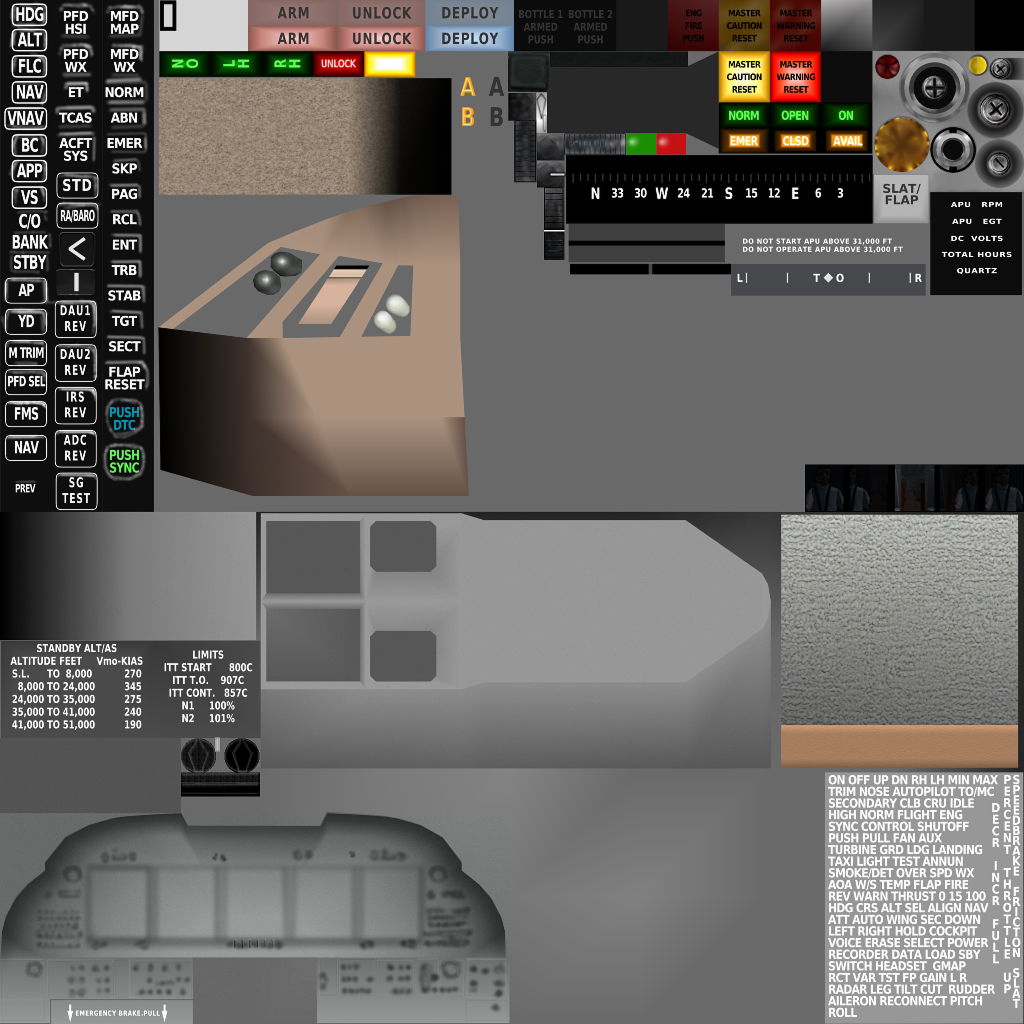 HDG
ALT
FLC
NAV
VNAV
BC
APP
VS
C/O
BANK
STBY
AP
YD
M TRIM
PFD SEL
FMS
NAV
PREV
PFD
HSI
PFD
WX
ET
TCAS
ACFT
SYS
STD
RA/BARO
<
DAU1
REV
DAU2
REV
IRS
REV
ADC
REV
SG
TEST
MFD
MAP
MFD
WX
NORM
ABN
EMER
SKP
PAG
RCL
ENT
TRB
STAB
TGT
SECT
FLAP
RESET
PUSH
DTC
PUSH
SYNC
ARM UNLOCK DEPLOY
ARM UNLOCK DEPLOY
NO LH RH UNLOCK
A A
B B
BOTTLE 1 BOTTLE 2
ARMED ARMED
PUSH PUSH
ENG
FIRE
PUSH
MASTER
CAUTION
RESET
MASTER
WARNING
RESET
MASTER
CAUTION
RESET
MASTER
WARNING
RESET
NORM OPEN ON
EMER CLSD AVAIL
N 33 30 W 24 21 S 15 12 E 6 3
SLAT/
FLAP
APU RPM
APU EGT
DC VOLTS
TOTAL HOURS
QUARTZ
DO NOT START APU ABOVE 31,000 FT
DO NOT OPERATE APU ABOVE 31,000 FT
L| | T◆O | |R
STANDBY ALT/AS
ALTITUDE FEET Vmo-KIAS
S.L. TO 8,000 270
8,000 TO 24,000 345
24,000 TO 35,000 275
35,000 TO 41,000 240
41,000 TO 51,000 190
LIMITS
ITT START 800C
ITT T.O. 907C
ITT CONT. 857C
N1 100%
N2 101%
EMERGENCY BRAKE.PULL
ON OFF UP DN RH LH MIN MAX
TRIM NOSE AUTOPILOT TO/MC
SECONDARY CLB CRU IDLE
HIGH NORM FLIGHT ENG
SYNC CONTROL SHUTOFF
PUSH PULL FAN AUX
TURBINE GRD LDG LANDING
TAXI LIGHT TEST ANNUN
SMOKE/DET OVER SPD WX
AOA W/S TEMP FLAP FIRE
REV WARN THRUST 0 15 100
HDG CRS ALT SEL ALIGN NAV
ATT AUTO WING SEC DOWN
LEFT RIGHT HOLD COCKPIT
VOICE ERASE SELECT POWER
RECORDER DATA LOAD SBY
SWITCH HEADSET GMAP
RCT VAR TST FP GAIN L R
RADAR LEG TILT CUT RUDDER
AILERON RECONNECT PITCH
ROLL
DECR INCR FULL
PERCENT THROTTLE UP
SPEEDBRAKE FRICTION SLAT